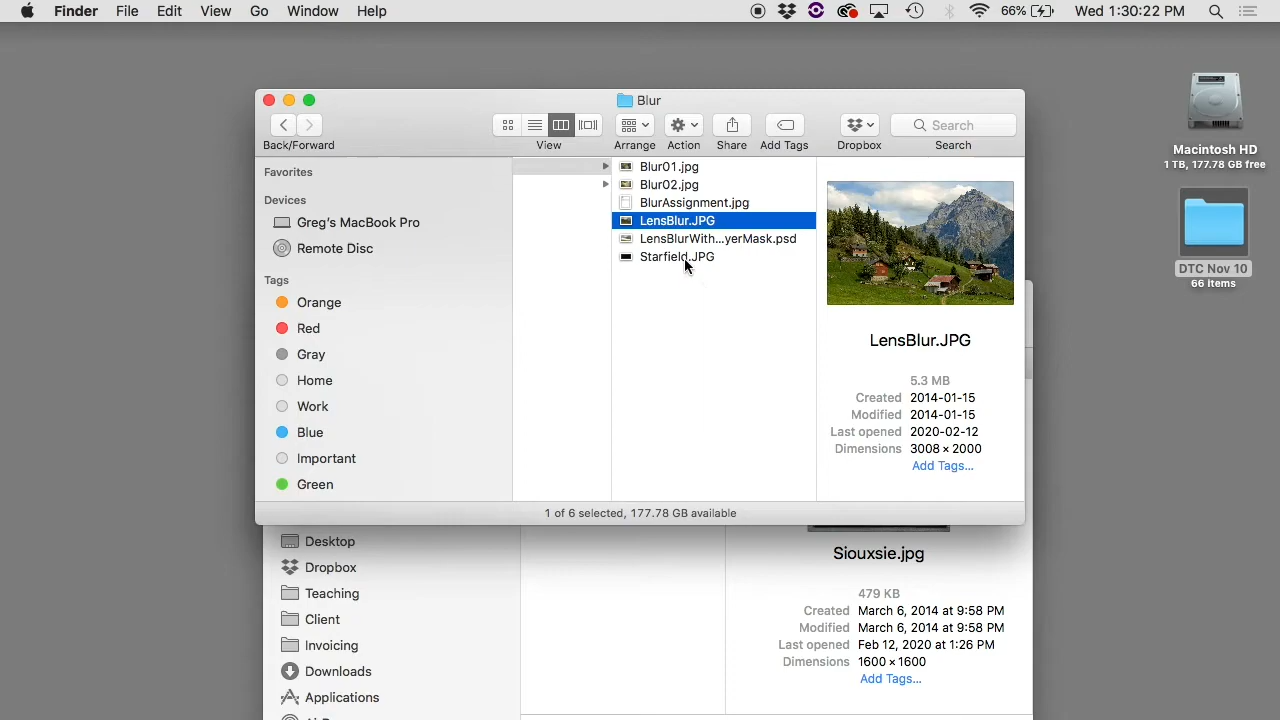 Finder File Edit View Go Window Help 66% Wed 1:30:22 PM
Blur
Search
Back/Forward View Arrange Action Share Add Tags Dropbox Search
Favorites
Devices
Greg's MacBook Pro
Remote Disc
Tags
Orange
Red
Gray
Home
Work
Blue
Important
Green
Blur01.jpg
Blur02.jpg
BlurAssignment.jpg
LensBlur.JPG
LensBlurWith...yerMask.psd
Starfield.JPG
LensBlur.JPG
5.3 MB
Created 2014-01-15
Modified 2014-01-15
Last opened 2020-02-12
Dimensions 3008 × 2000
Add Tags...
1 of 6 selected, 177.78 GB available
Desktop
Dropbox
Teaching
Client
Invoicing
Downloads
Applications
Siouxsie.jpg
479 KB
Created March 6, 2014 at 9:58 PM
Modified March 6, 2014 at 9:58 PM
Last opened Feb 12, 2020 at 1:26 PM
Dimensions 1600 × 1600
Add Tags...
Macintosh HD
1 TB, 177.78 GB free
DTC Nov 10
66 items